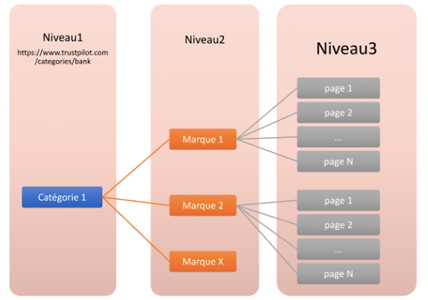 Niveau1
https://www.trustpilot.com
/categories/bank
Catégorie 1
Niveau2
Marque 1
Marque 2
Marque X
Niveau3
page 1
page 2
...
page N
page 1
page 2
...
page N